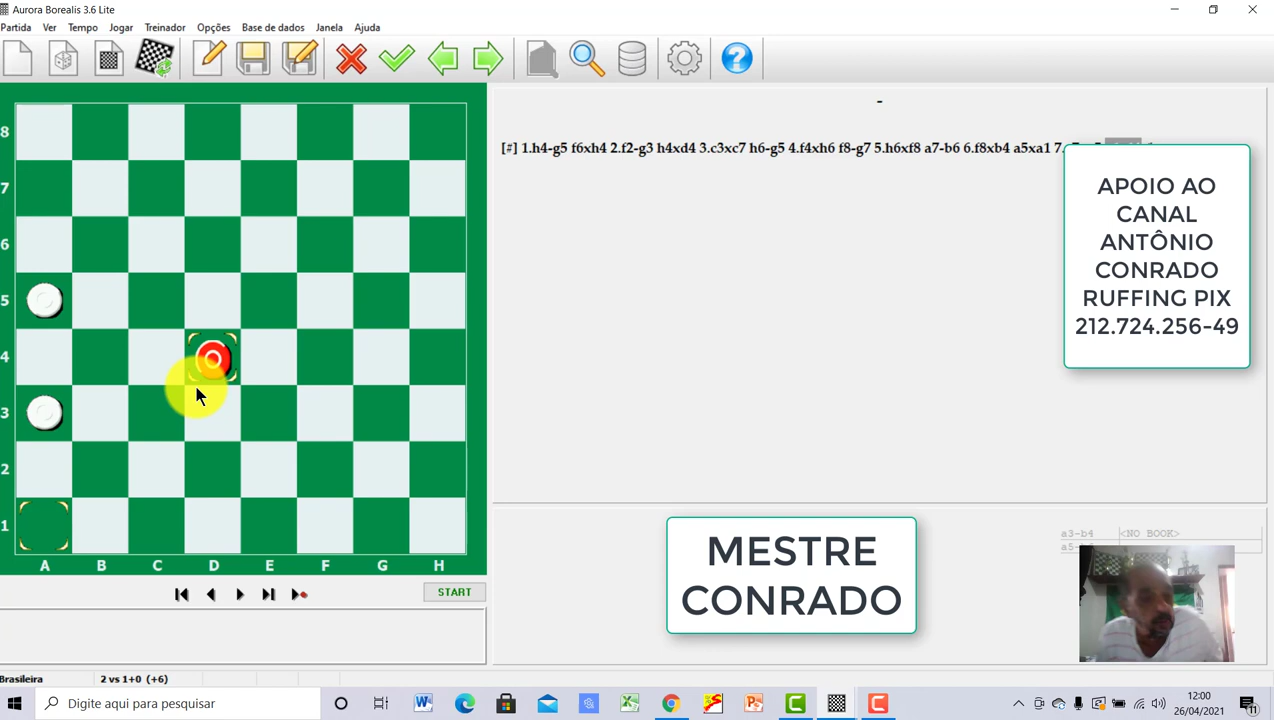 Aurora Borealis 3.6 Lite
Partida Ver Tempo Jogar Treinador Opções Base de dados Janela Ajuda
-
[#] 1.h4-g5 f6xh4 2.f2-g3 h4xd4 3.c3xc7 h6-g5 4.f4xh6 f8-g7 5.h6xf8 a7-b6 6.f8xb4 a5xa1 7.
APOIO AO
CANAL
ANTÔNIO
CONRADO
RUFFING PIX
212.724.256-49
8
7
6
5
4
3
2
1
A B C D E F G H
START
MESTRE
CONRADO
a3-b4 <NO BOOK>
Brasileira 2 vs 1+0 (+6)
Digite aqui para pesquisar
12:00
26/04/2021
11